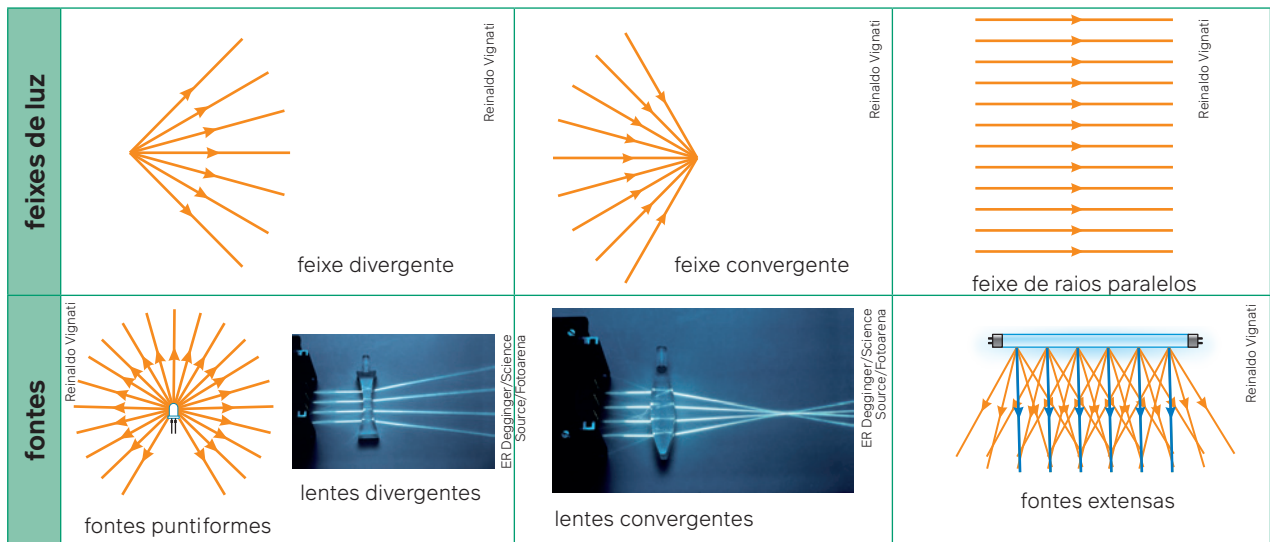 feixes de luz
Reinaldo Vignati
feixe divergente
Reinaldo Vignati
feixe convergente
Reinaldo Vignati
feixe de raios paralelos
fontes
Reinaldo Vignati
fontes puntiformes
ER Degginger/Science
Source/Fotoarena
lentes divergentes
ER Degginger/Science
Source/Fotoarena
lentes convergentes
Reinaldo Vignati
fontes extensas